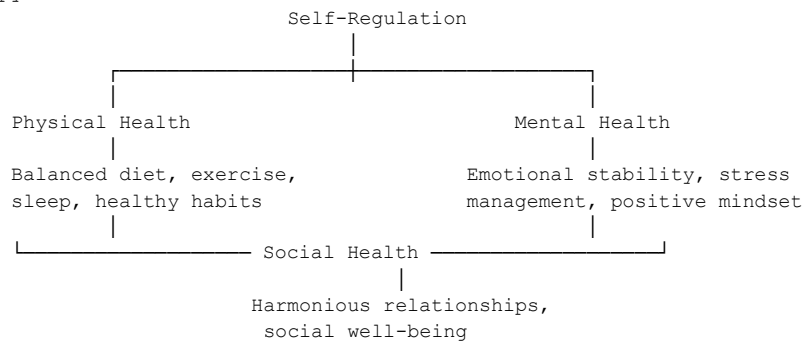 Self-Regulation
Physical Health
Mental Health
Balanced diet, exercise,
sleep, healthy habits
Emotional stability, stress
management, positive mindset
Social Health
Harmonious relationships,
social well-being